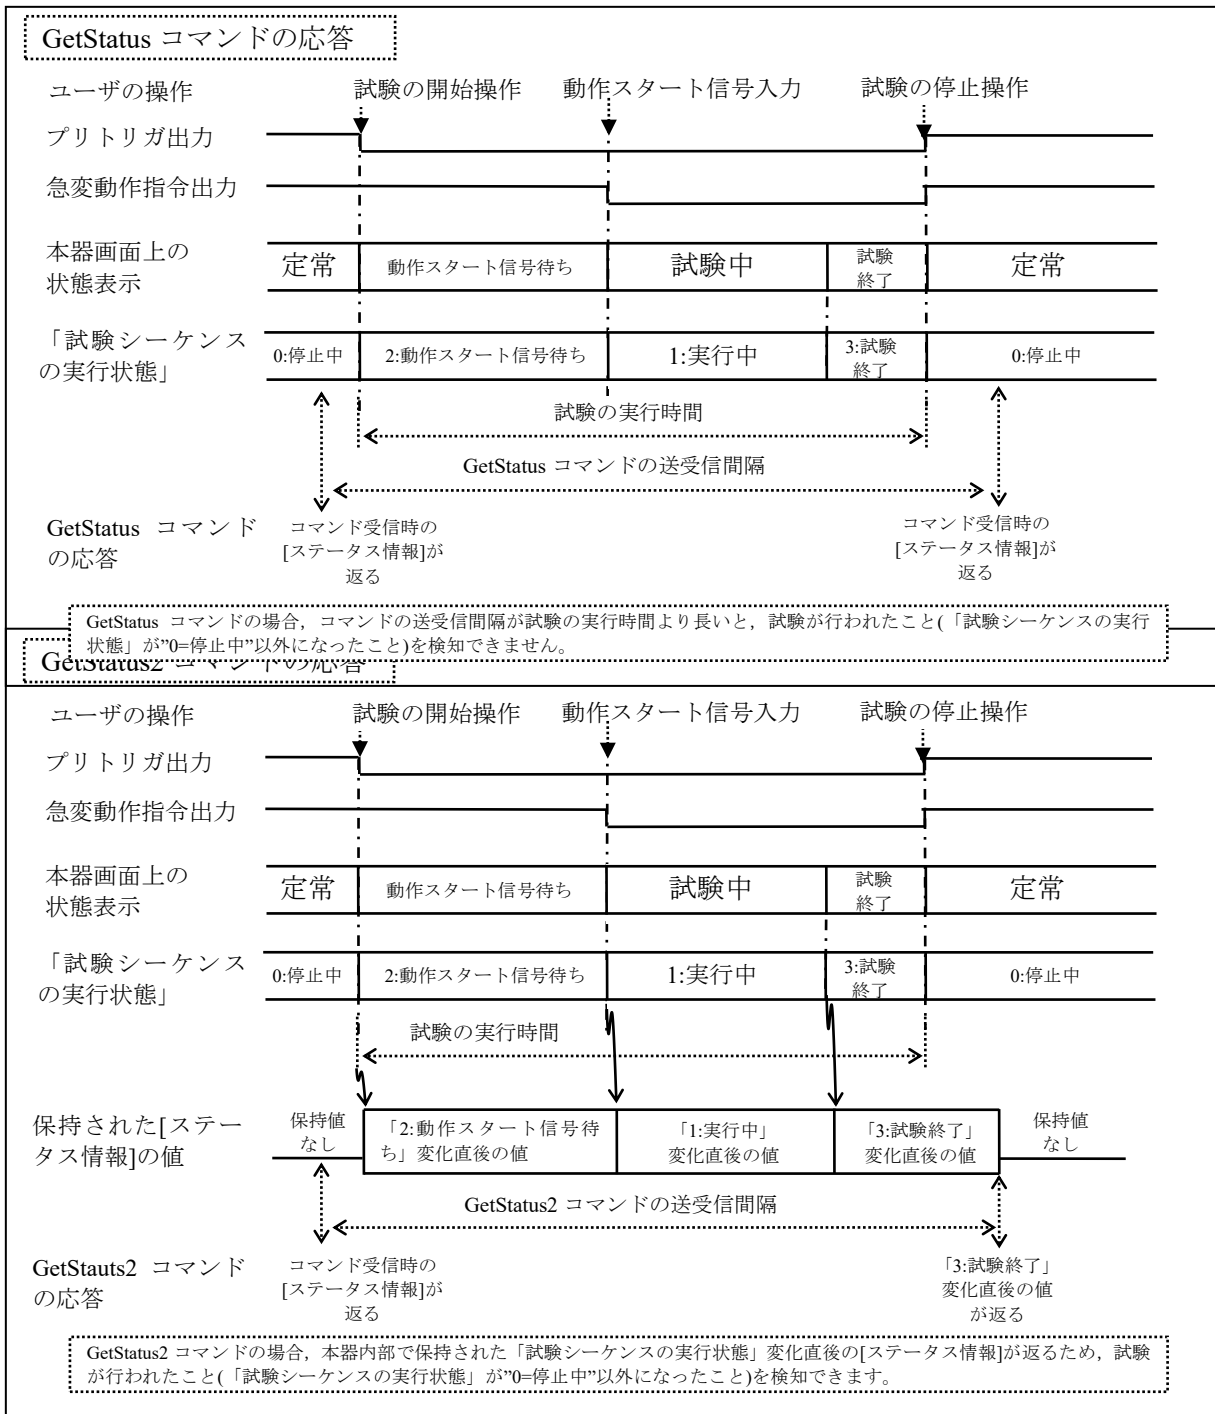 GetStatus コマンドの応答
ユーザの操作
試験の開始操作
動作スタート信号入力
試験の停止操作
プリトリガ出力
急変動作指令出力
本器画面上の
状態表示
定常
動作スタート信号待ち
試験中
試験
終了
定常
「試験シーケンス
の実行状態」
0:停止中
2:動作スタート信号待ち
1:実行中
3:試験
終了
0:停止中
試験の実行時間
GetStatus コマンドの送受信間隔
GetStatus コマンド
の応答
コマンド受信時の
[ステータス情報]が
返る
コマンド受信時の
[ステータス情報]が
返る
GetStatus コマンドの場合，コマンドの送受信間隔が試験の実行時間より長いと，試験が行われたこと(「試験シーケンスの実行
状態」が”0=停止中”以外になったこと)を検知できません。
GetStatus2 コマンドの応答
ユーザの操作
試験の開始操作
動作スタート信号入力
試験の停止操作
プリトリガ出力
急変動作指令出力
本器画面上の
状態表示
定常
動作スタート信号待ち
試験中
試験
終了
定常
「試験シーケンス
の実行状態」
0:停止中
2:動作スタート信号待ち
1:実行中
3:試験
終了
0:停止中
試験の実行時間
保持された[ステー
タス情報]の値
保持値
なし
「2:動作スタート信号待
ち」変化直後の値
「1:実行中」
変化直後の値
「3:試験終了」
変化直後の値
保持値
なし
GetStatus2 コマンドの送受信間隔
GetStauts2 コマンド
の応答
コマンド受信時の
[ステータス情報]が
返る
「3:試験終了」
変化直後の値
が返る
GetStatus2 コマンドの場合，本器内部で保持された「試験シーケンスの実行状態」変化直後の[ステータス情報]が返るため，試験
が行われたこと(「試験シーケンスの実行状態」が”0=停止中”以外になったこと)を検知できます。